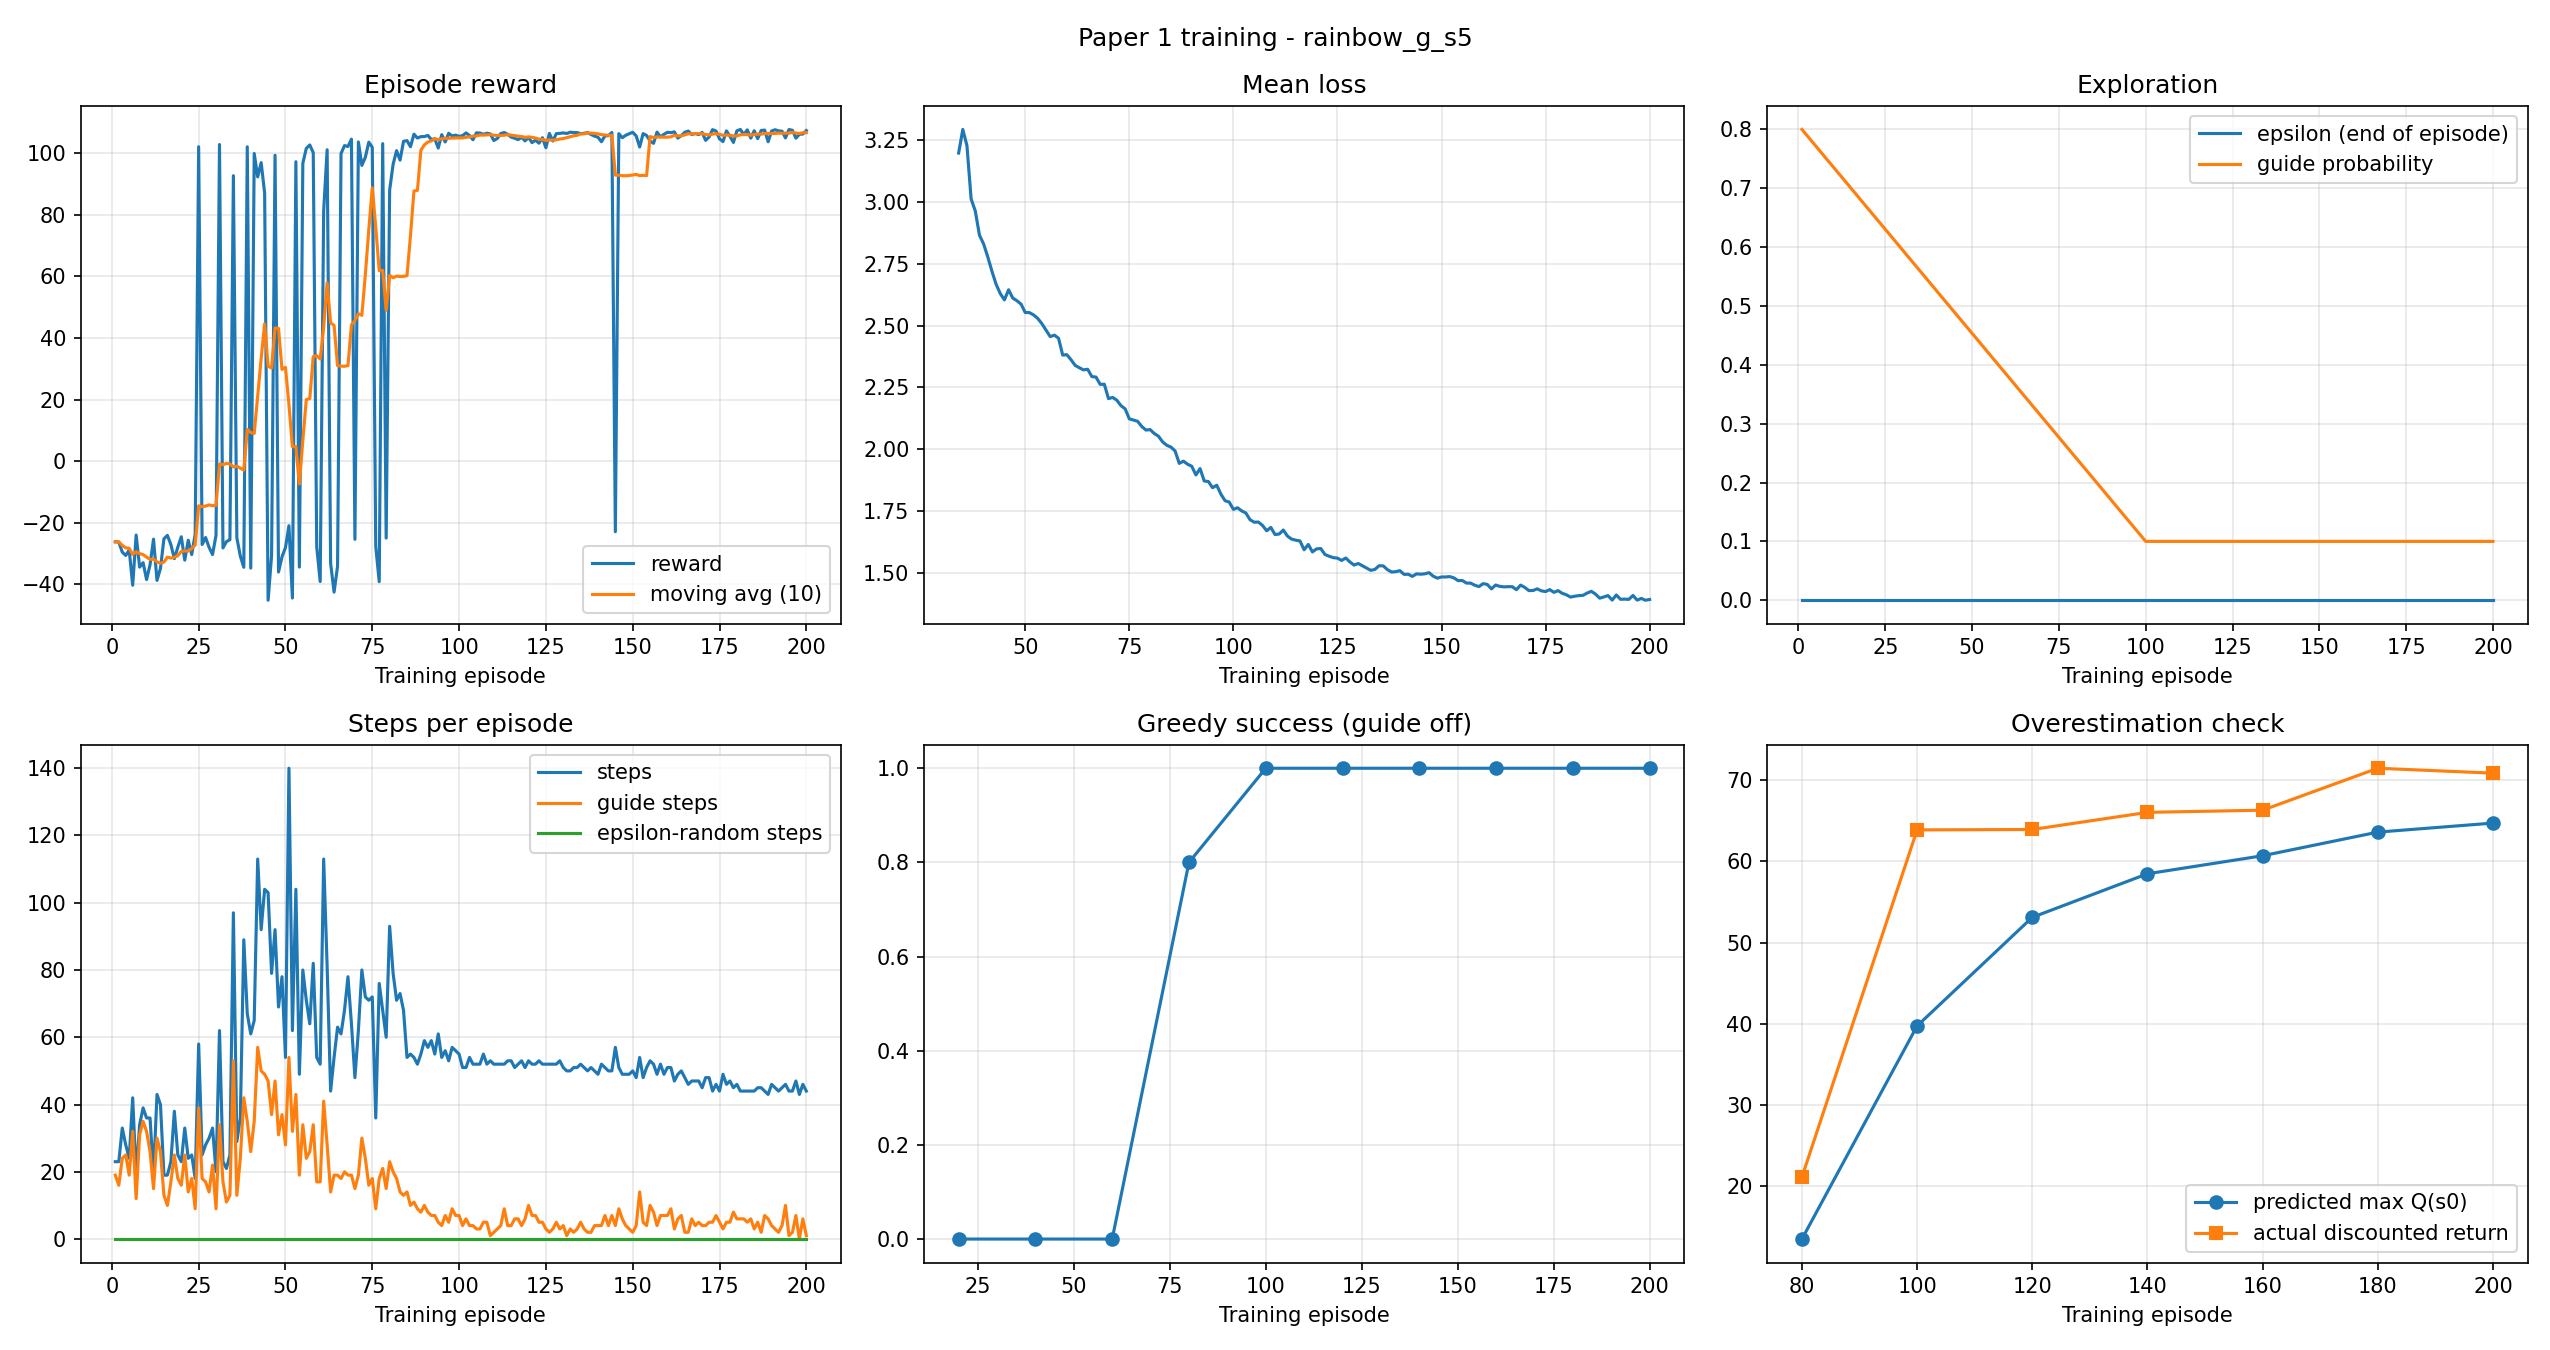 Paper 1 training - rainbow_g_s5
Episode reward
100
80
60
40
20
0
−20
−40
0 25 50 75 100 125 150 175 200
Training episode
reward
moving avg (10)
Mean loss
3.25
3.00
2.75
2.50
2.25
2.00
1.75
1.50
50 75 100 125 150 175 200
Training episode
Exploration
0.8
0.7
0.6
0.5
0.4
0.3
0.2
0.1
0.0
0 25 50 75 100 125 150 175 200
Training episode
epsilon (end of episode)
guide probability
Steps per episode
140
120
100
80
60
40
20
0
0 25 50 75 100 125 150 175 200
Training episode
steps
guide steps
epsilon-random steps
Greedy success (guide off)
1.0
0.8
0.6
0.4
0.2
0.0
25 50 75 100 125 150 175 200
Training episode
Overestimation check
70
60
50
40
30
20
80 100 120 140 160 180 200
Training episode
predicted max Q(s0)
actual discounted return